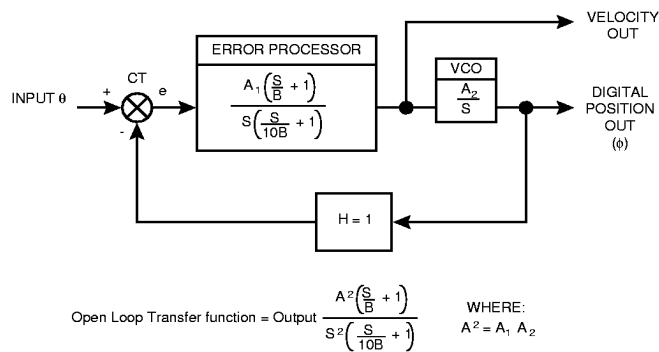 VELOCITY
OUT
ERROR PROCESSOR
VCO
CT
INPUT θ
+
-
e
A₁(S/B + 1)
S(S/10B + 1)
A₂
S
DIGITAL
POSITION
OUT
(ϕ)
H = 1
Open Loop Transfer function = Output A²(S/B + 1)
S²(S/10B + 1)
WHERE:
A² = A₁ A₂